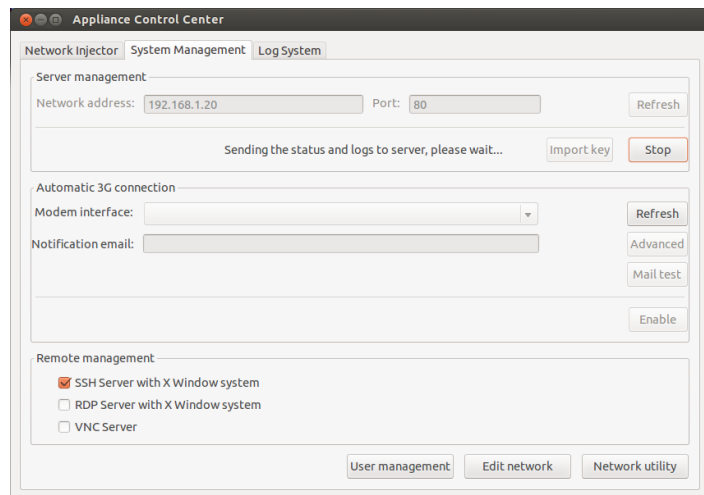 Appliance Control Center
Network Injector System Management Log System
Server management
Network address: 192.168.1.20 Port: 80 Refresh
Sending the status and logs to server, please wait... Import key Stop
Automatic 3G connection
Modem interface: Refresh
Notification email: Advanced
Mail test
Enable
Remote management
SSH Server with X Window system
RDP Server with X Window system
VNC Server
User management Edit network Network utility